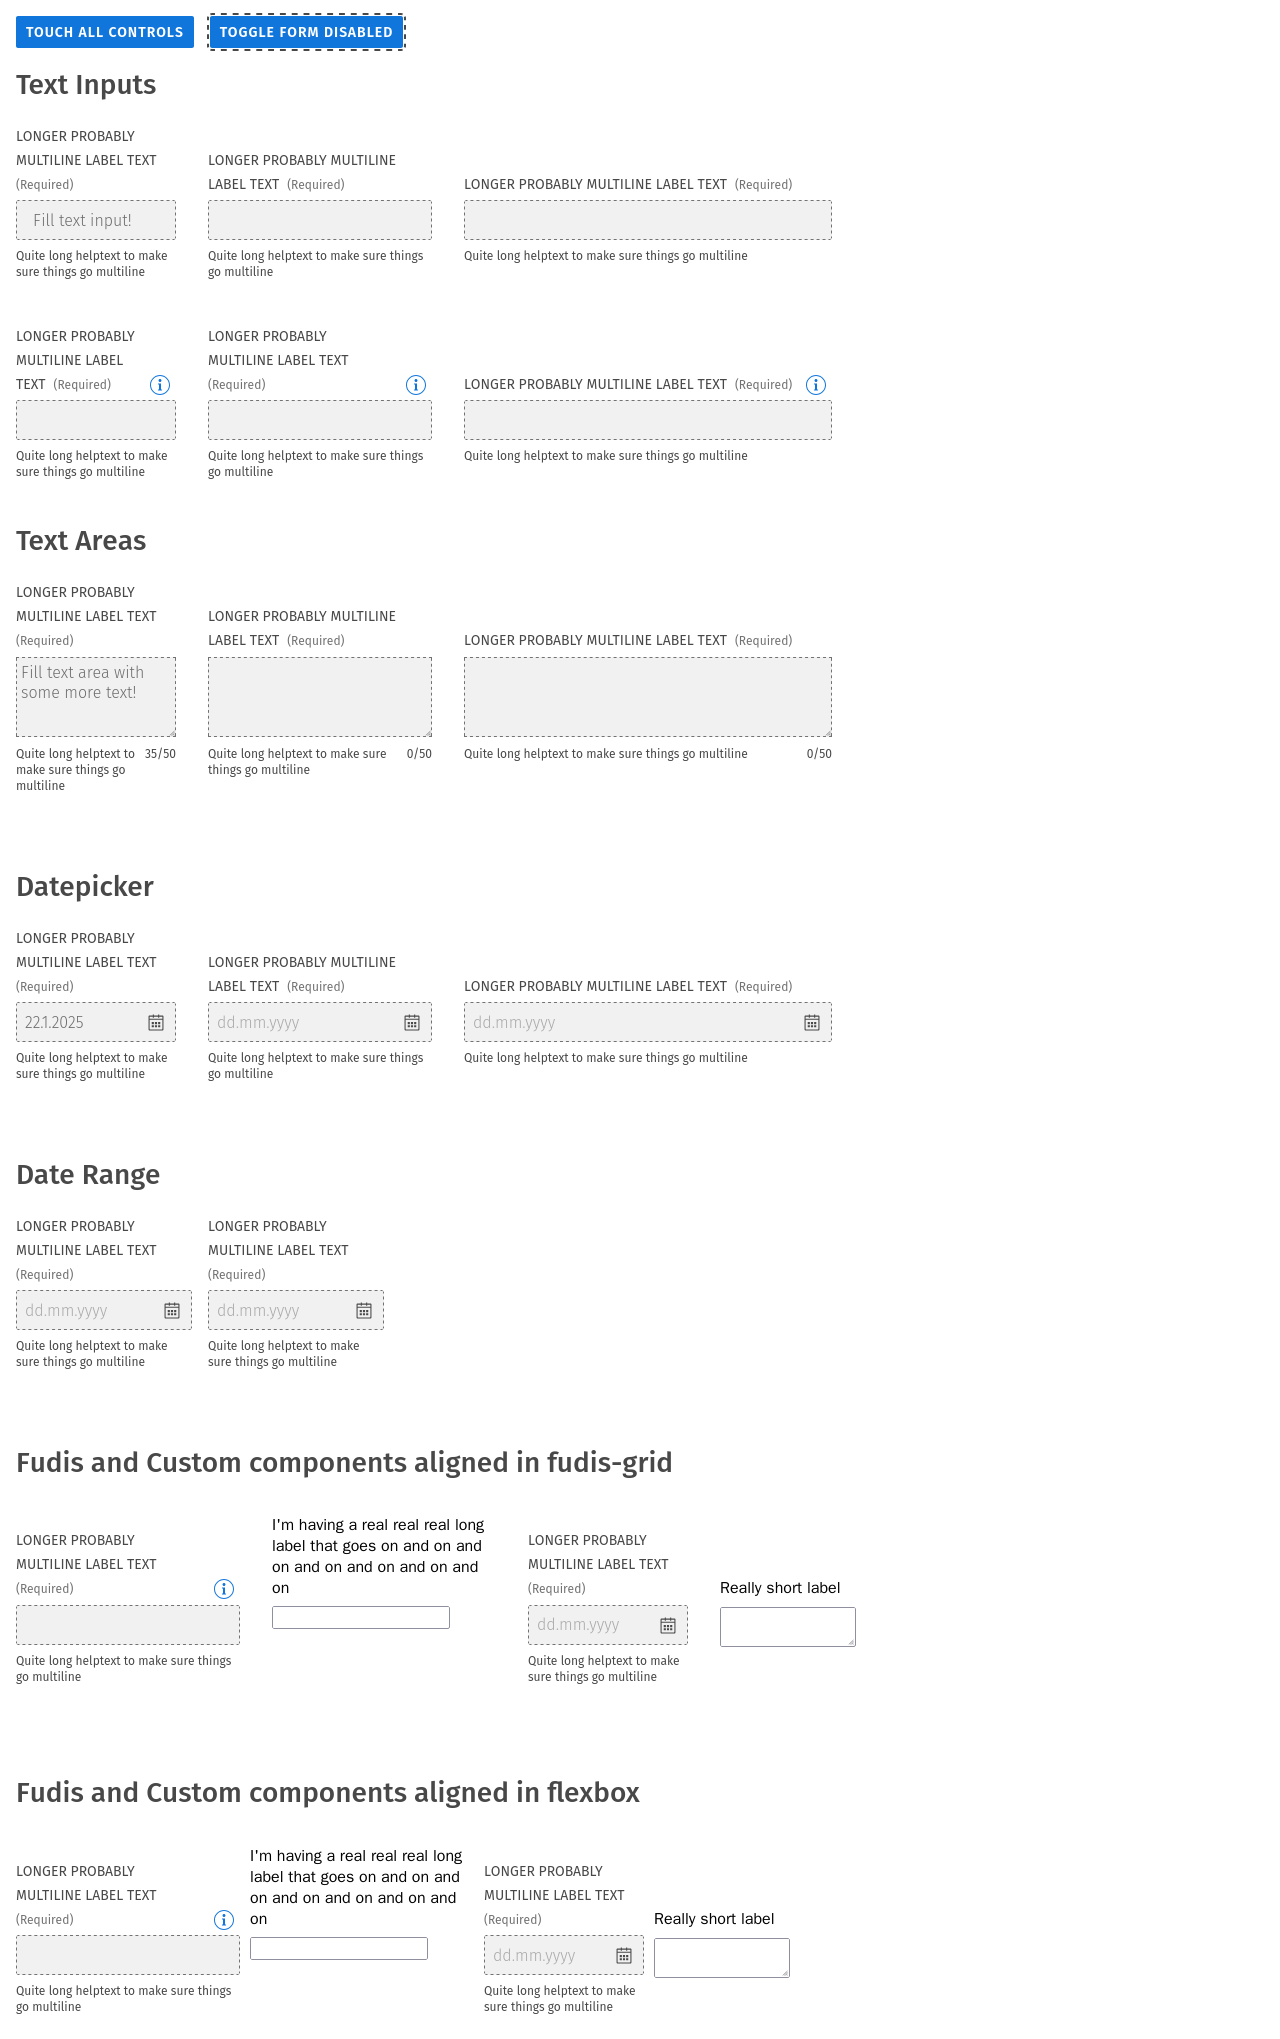 TOUCH ALL CONTROLS
TOGGLE FORM DISABLED
Text Inputs
LONGER PROBABLY
MULTILINE LABEL TEXT
(Required)
Fill text input!
Quite long helptext to make
sure things go multiline
LONGER PROBABLY MULTILINE
LABEL TEXT (Required)
Quite long helptext to make sure things
go multiline
LONGER PROBABLY MULTILINE LABEL TEXT (Required)
Quite long helptext to make sure things go multiline
LONGER PROBABLY
MULTILINE LABEL
TEXT (Required)
Quite long helptext to make
sure things go multiline
LONGER PROBABLY
MULTILINE LABEL TEXT
(Required)
Quite long helptext to make sure things
go multiline
LONGER PROBABLY MULTILINE LABEL TEXT (Required)
Quite long helptext to make sure things go multiline
Text Areas
LONGER PROBABLY
MULTILINE LABEL TEXT
(Required)
Fill text area with
some more text!
Quite long helptext to 35/50
make sure things go
multiline
LONGER PROBABLY MULTILINE
LABEL TEXT (Required)
Quite long helptext to make sure 0/50
things go multiline
LONGER PROBABLY MULTILINE LABEL TEXT (Required)
Quite long helptext to make sure things go multiline 0/50
Datepicker
LONGER PROBABLY
MULTILINE LABEL TEXT
(Required)
22.1.2025
Quite long helptext to make
sure things go multiline
LONGER PROBABLY MULTILINE
LABEL TEXT (Required)
dd.mm.yyyy
Quite long helptext to make sure things
go multiline
LONGER PROBABLY MULTILINE LABEL TEXT (Required)
dd.mm.yyyy
Quite long helptext to make sure things go multiline
Date Range
LONGER PROBABLY
MULTILINE LABEL TEXT
(Required)
dd.mm.yyyy
Quite long helptext to make
sure things go multiline
LONGER PROBABLY
MULTILINE LABEL TEXT
(Required)
dd.mm.yyyy
Quite long helptext to make
sure things go multiline
Fudis and Custom components aligned in fudis-grid
LONGER PROBABLY
MULTILINE LABEL TEXT
(Required)
Quite long helptext to make sure things
go multiline
I'm having a real real real long
label that goes on and on and
on and on and on and on and
on
LONGER PROBABLY
MULTILINE LABEL TEXT
(Required)
dd.mm.yyyy
Quite long helptext to make
sure things go multiline
Really short label
Fudis and Custom components aligned in flexbox
LONGER PROBABLY
MULTILINE LABEL TEXT
(Required)
Quite long helptext to make sure things
go multiline
I'm having a real real real long
label that goes on and on and
on and on and on and on and
on
LONGER PROBABLY
MULTILINE LABEL TEXT
(Required)
dd.mm.yyyy
Quite long helptext to make
sure things go multiline
Really short label